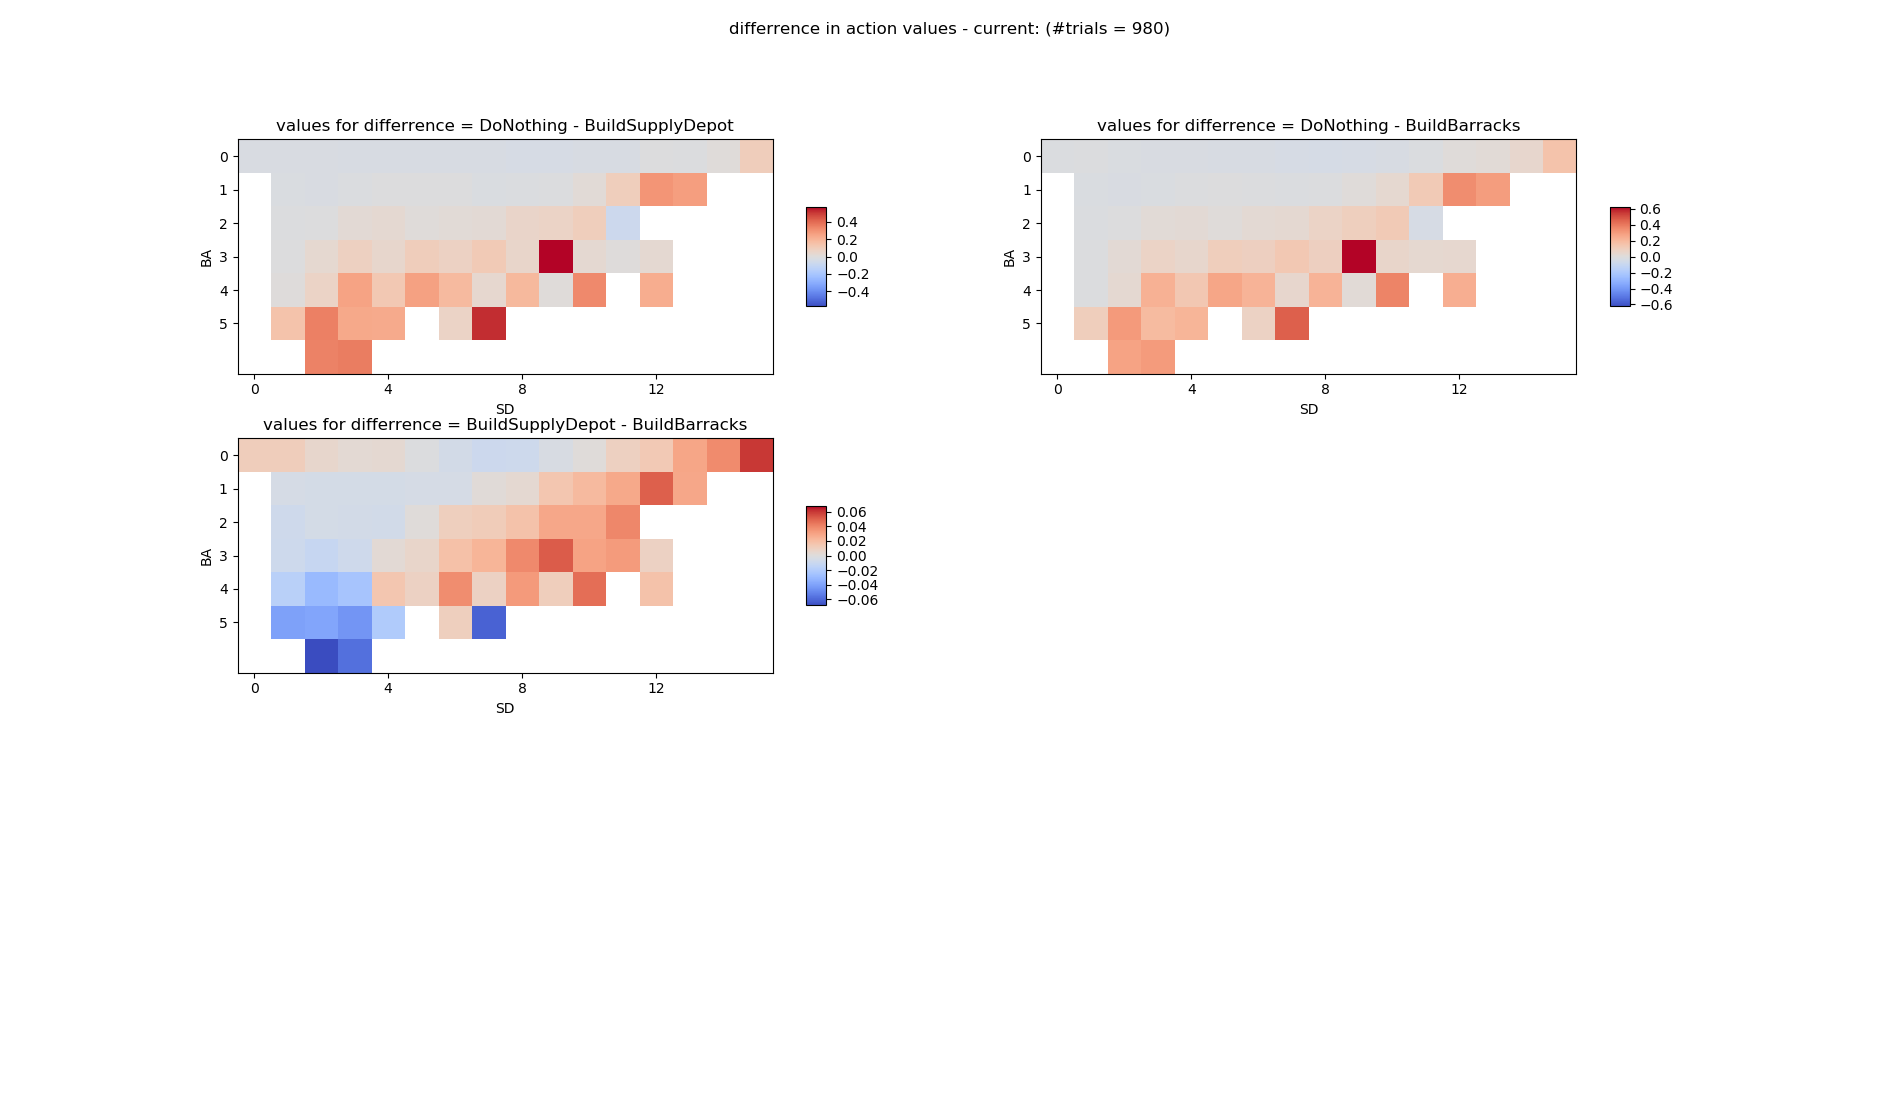 differrence in action values - current: (#trials = 980)
values for differrence = DoNothing - BuildSupplyDepot
0
1
2
3
4
5
BA
0 4 8 12
SD
0.4
0.2
0.0
−0.2
−0.4
values for differrence = DoNothing - BuildBarracks
0
1
2
3
4
5
BA
0 4 8 12
SD
0.6
0.4
0.2
0.0
−0.2
−0.4
−0.6
values for differrence = BuildSupplyDepot - BuildBarracks
0
1
2
3
4
5
BA
0 4 8 12
SD
0.06
0.04
0.02
0.00
−0.02
−0.04
−0.06